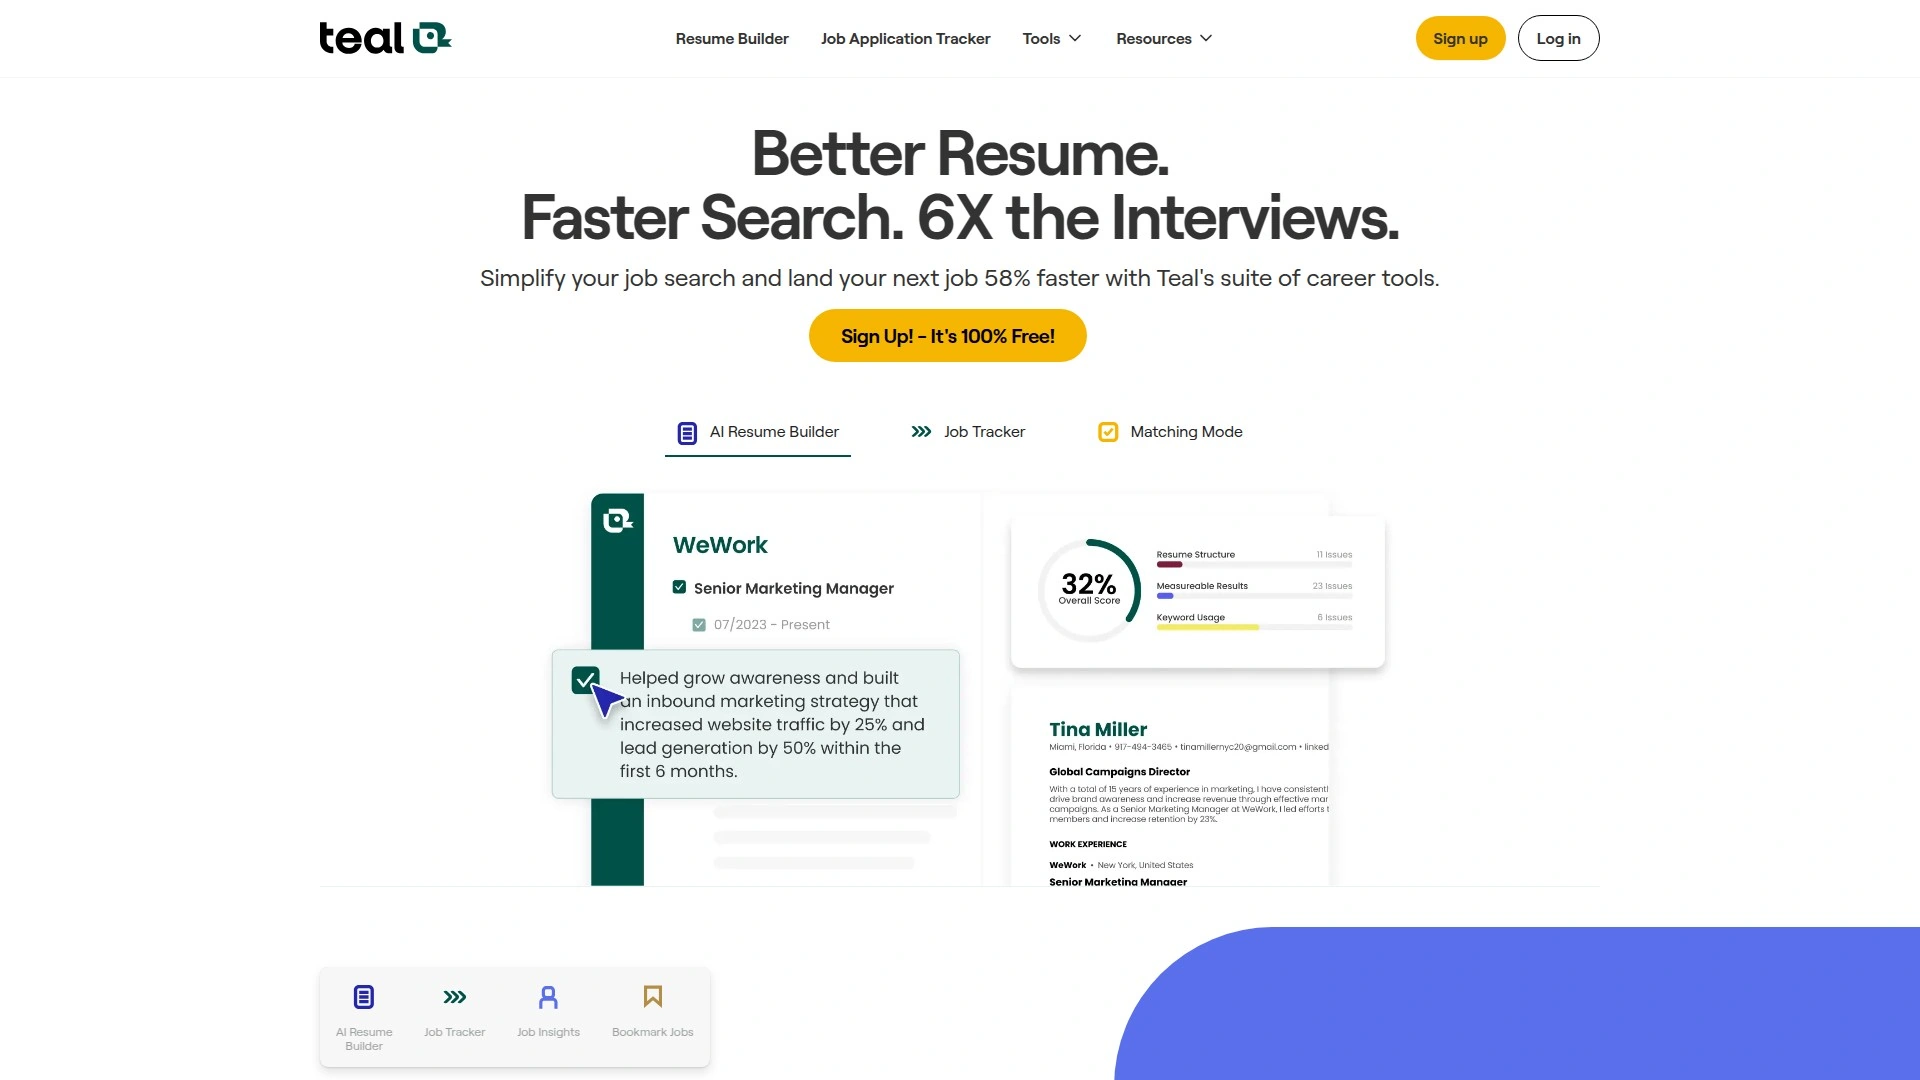 teal
Resume Builder
Job Application Tracker
Tools
Resources
Sign up
Log in
Better Resume.
Faster Search. 6X the Interviews.
Simplify your job search and land your next job 58% faster with Teal's suite of career tools.
Sign Up! - It's 100% Free!
AI Resume Builder
Job Tracker
Matching Mode
WeWork
Senior Marketing Manager
07/2023 - Present
Helped grow awareness and built
an inbound marketing strategy that
increased website traffic by 25% and
lead generation by 50% within the
first 6 months.
32%
Overall Score
Resume Structure
11 Issues
Measureable Results
23 Issues
Keyword Usage
6 Issues
Tina Miller
Miami, Florida • 917-494-3465 • tinamillernyc20@gmail.com • linked
Global Campaigns Director
With a total of 15 years of experience in marketing, I have consistentl
drive brand awareness and increase revenue through effective mar
campaigns. As a Senior Marketing Manager at WeWork, I led efforts t
members and increase retention by 23%.
WORK EXPERIENCE
WeWork • New York, United States
Senior Marketing Manager
AI Resume
Builder
Job Tracker
Job Insights
Bookmark Jobs